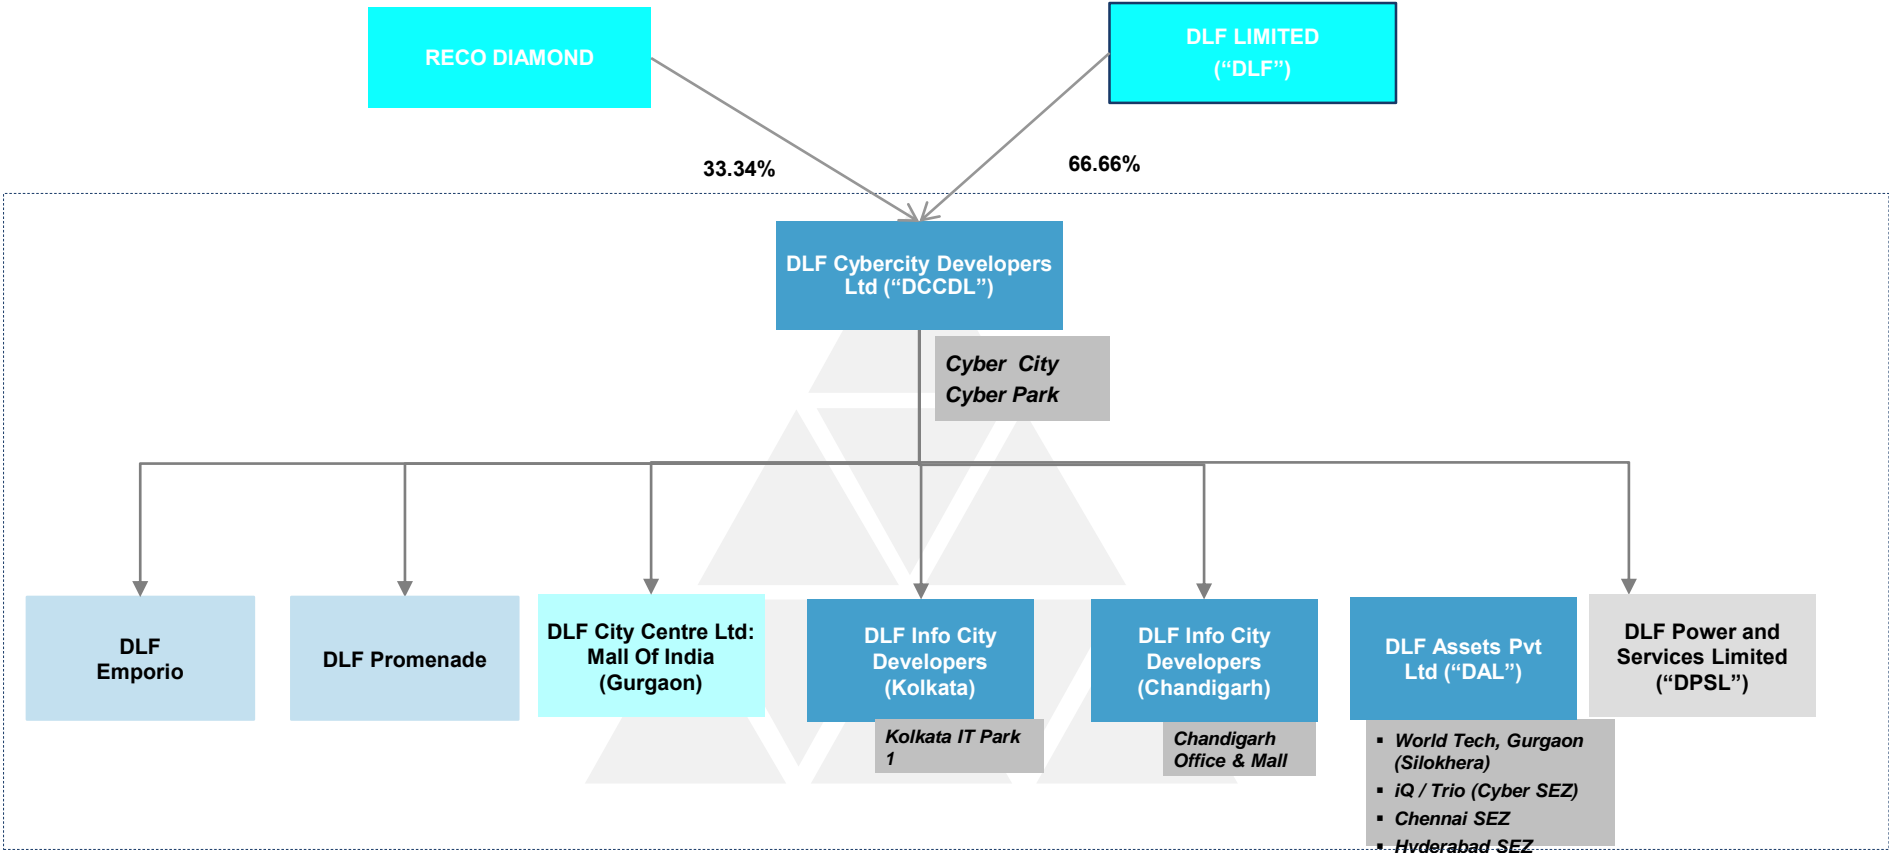 RECO DIAMOND
DLF LIMITED
(“DLF”)
33.34%
66.66%
DLF Cybercity Developers
Ltd (“DCCDL”)
Cyber City
Cyber Park
DLF
Emporio
DLF Promenade
DLF City Centre Ltd:
Mall Of India
(Gurgaon)
DLF Info City
Developers
(Kolkata)
Kolkata IT Park
1
DLF Info City
Developers
(Chandigarh)
Chandigarh
Office & Mall
DLF Assets Pvt
Ltd (“DAL”)
▪ World Tech, Gurgaon
(Silokhera)
▪ iQ / Trio (Cyber SEZ)
▪ Chennai SEZ
▪ Hyderabad SEZ
DLF Power and
Services Limited
(“DPSL”)